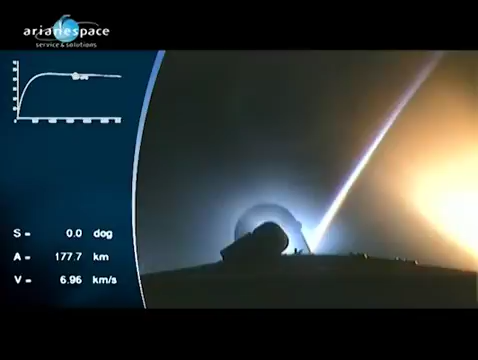 arianespace
service & solutions
S = 0.0 dog
A = 177.7 km
V = 6.96 km/s